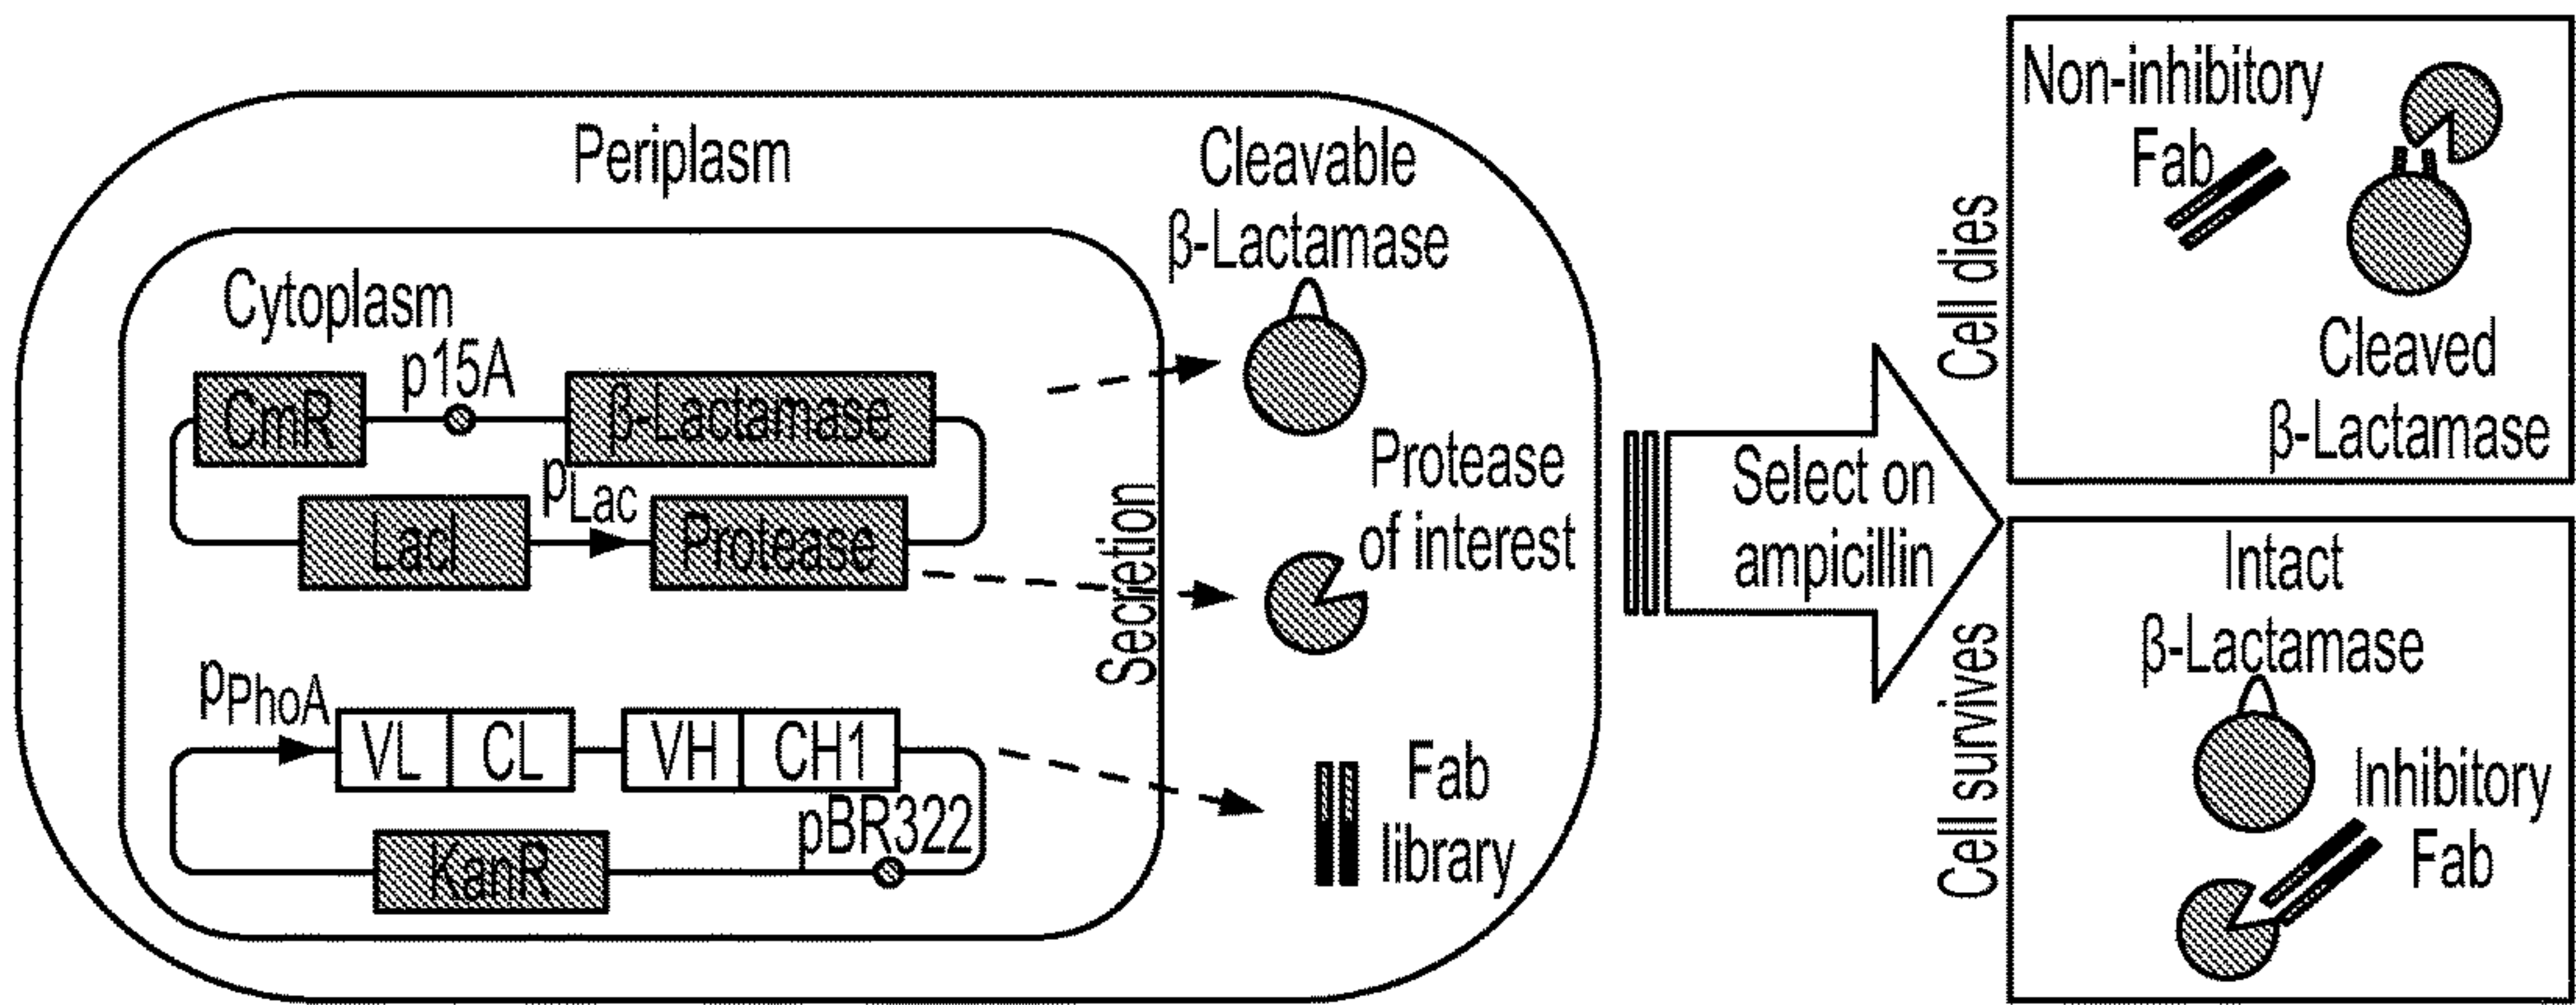 Periplasm
Cytoplasm
CmR
p15A
β-Lactamase
LacI
pLac
Protease
pPhoA
VL
CL
VH
CH1
pBR322
KanR
Secretion
Cleavable
β-Lactamase
Protease
of interest
Fab
library
Select on
ampicillin
Cell dies
Non-inhibitory
Fab
Cleaved
β-Lactamase
Cell survives
Intact
β-Lactamase
Inhibitory
Fab